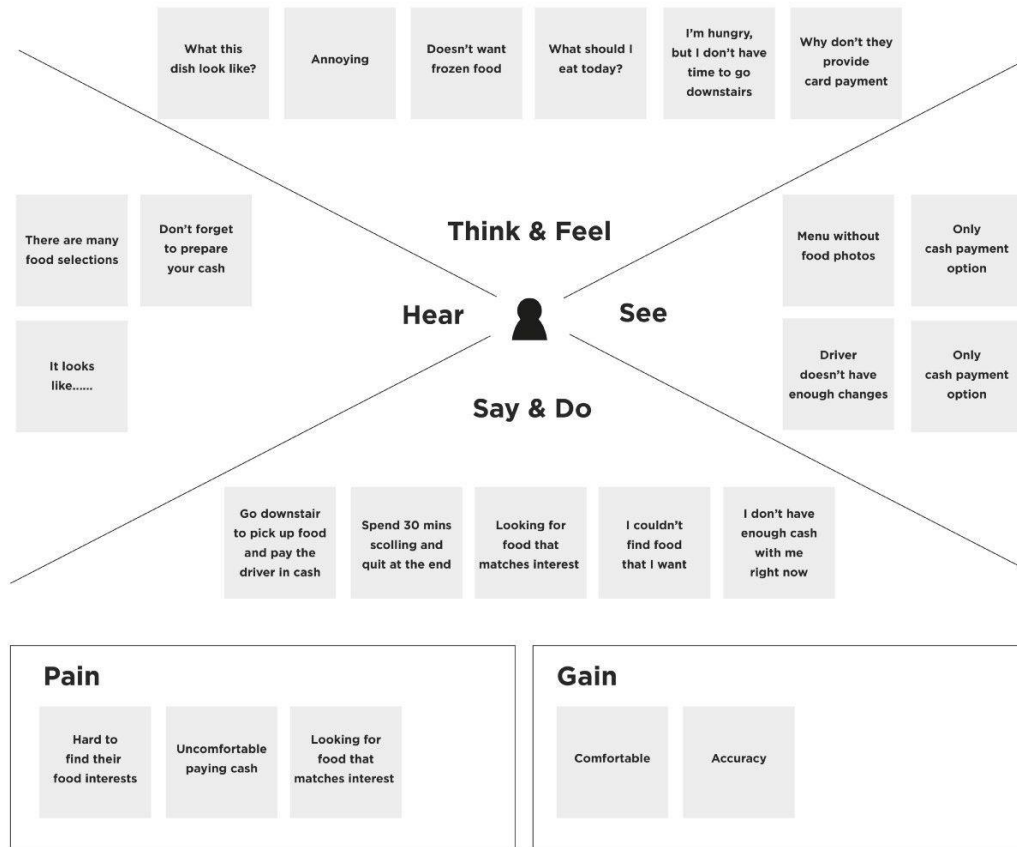 What this
dish look like?
Annoying
Doesn't want
frozen food
What should I
eat today?
I'm hungry,
but I don't have
time to go
downstairs
Why don't they
provide
card payment
Think & Feel
There are many
food selections
Don't forget
to prepare
your cash
It looks
like......
Hear
See
Menu without
food photos
Only
cash payment
option
Driver
doesn't have
enough changes
Only
cash payment
option
Say & Do
Go downstair
to pick up food
and pay the
driver in cash
Spend 30 mins
scolling and
quit at the end
Looking for
food that
matches interest
I couldn't
find food
that I want
I don't have
enough cash
with me
right now
Pain
Hard to
find their
food interests
Uncomfortable
paying cash
Looking for
food that
matches interest
Gain
Comfortable
Accuracy